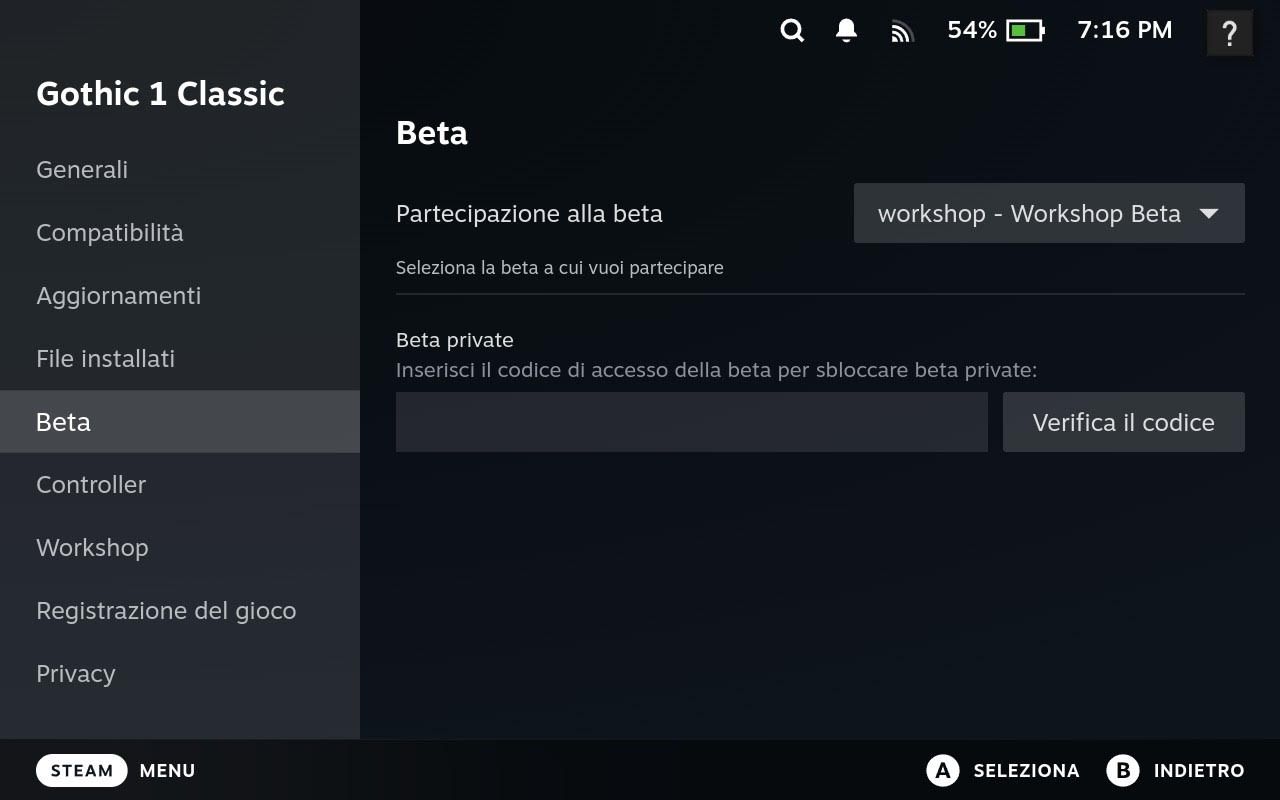 54%
7:16 PM
?
Gothic 1 Classic
Generali
Compatibilità
Aggiornamenti
File installati
Beta
Controller
Workshop
Registrazione del gioco
Privacy
Beta
Partecipazione alla beta
workshop - Workshop Beta
Seleziona la beta a cui vuoi partecipare
Beta private
Inserisci il codice di accesso della beta per sbloccare beta private:
Verifica il codice
STEAM MENU
A SELEZIONA B INDIETRO